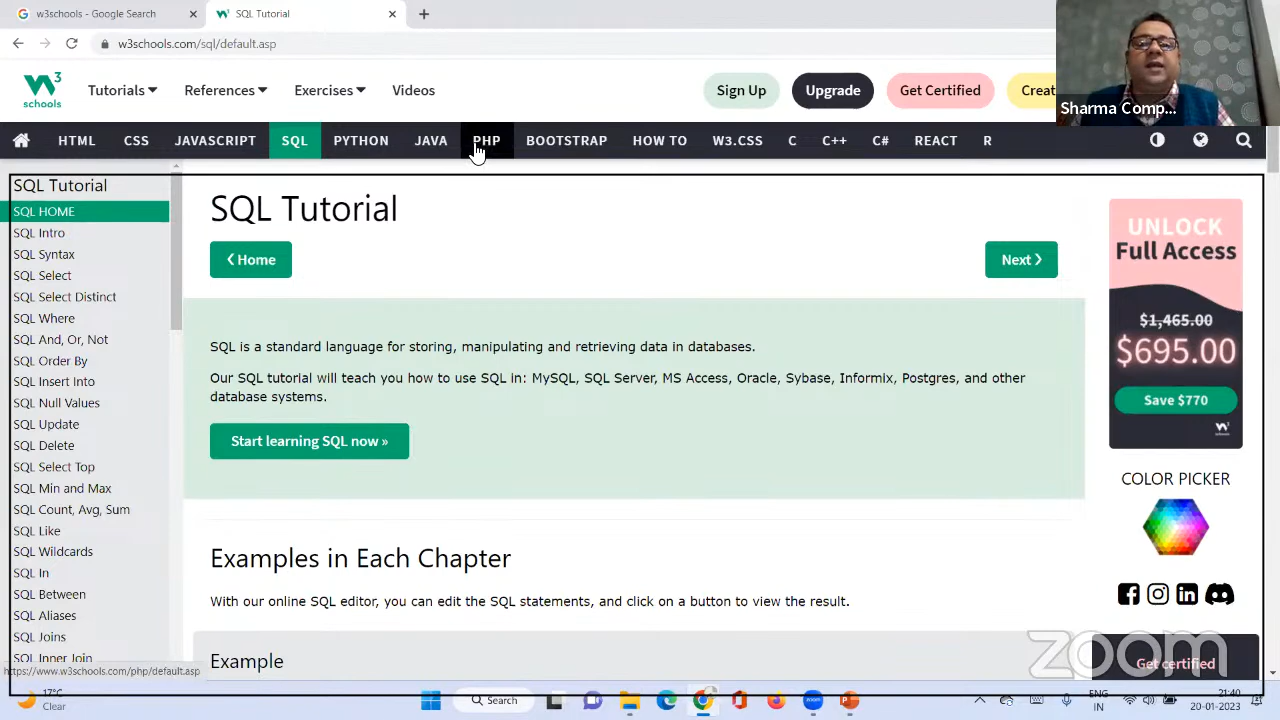 w3schools - Google Search
SQL Tutorial
w3schools.com/sql/default.asp
W3 schools
Tutorials
References
Exercises
Videos
Sign Up
Upgrade
Get Certified
Creat
Sharma Comp...
HTML
CSS
JAVASCRIPT
SQL
PYTHON
JAVA
PHP
BOOTSTRAP
HOW TO
W3.CSS
C
C++
C#
REACT
R
SQL Tutorial
SQL HOME
SQL Intro
SQL Syntax
SQL Select
SQL Select Distinct
SQL Where
SQL And, Or, Not
SQL Order By
SQL Insert Into
SQL Null Values
SQL Update
SQL Delete
SQL Select Top
SQL Min and Max
SQL Count, Avg, Sum
SQL Like
SQL Wildcards
SQL In
SQL Between
SQL Aliases
SQL Joins
SQL Inner Join
https://www.w3schools.com/php/default.asp
SQL Tutorial
❮ Home
Next ❯
SQL is a standard language for storing, manipulating and retrieving data in databases.
Our SQL tutorial will teach you how to use SQL in: MySQL, SQL Server, MS Access, Oracle, Sybase, Informix, Postgres, and other
database systems.
Start learning SQL now »
Examples in Each Chapter
With our online SQL editor, you can edit the SQL statements, and click on a button to view the result.
Example
UNLOCK
Full Access
$1,465.00
$695.00
Save $770
COLOR PICKER
zoom
Get certified
17°C
Clear
Search
ENG
IN
21:40
20-01-2023